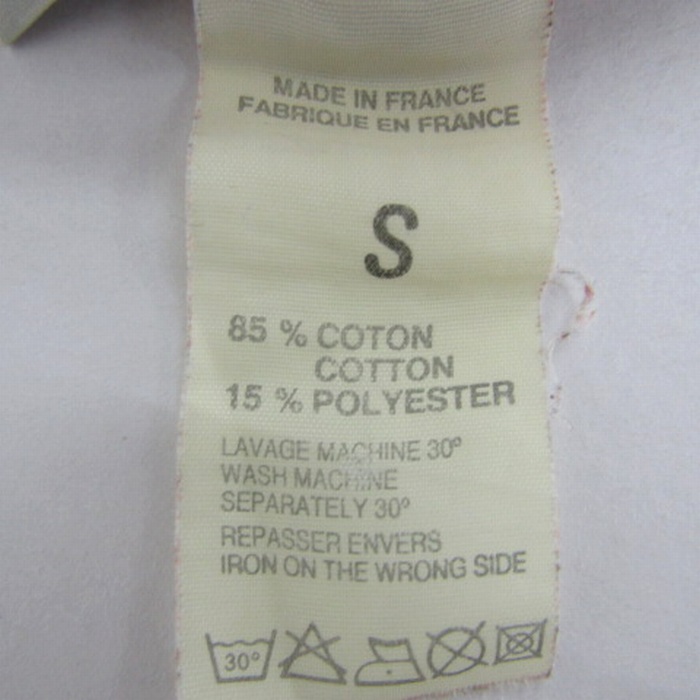 MADE IN FRANCE
FABRIQUE EN FRANCE
S
85 % COTON
COTTON
15 % POLYESTER
LAVAGE MACHINE 30°
WASH MACHINE
SEPARATELY 30°
REPASSER ENVERS
IRON ON THE WRONG SIDE
30°